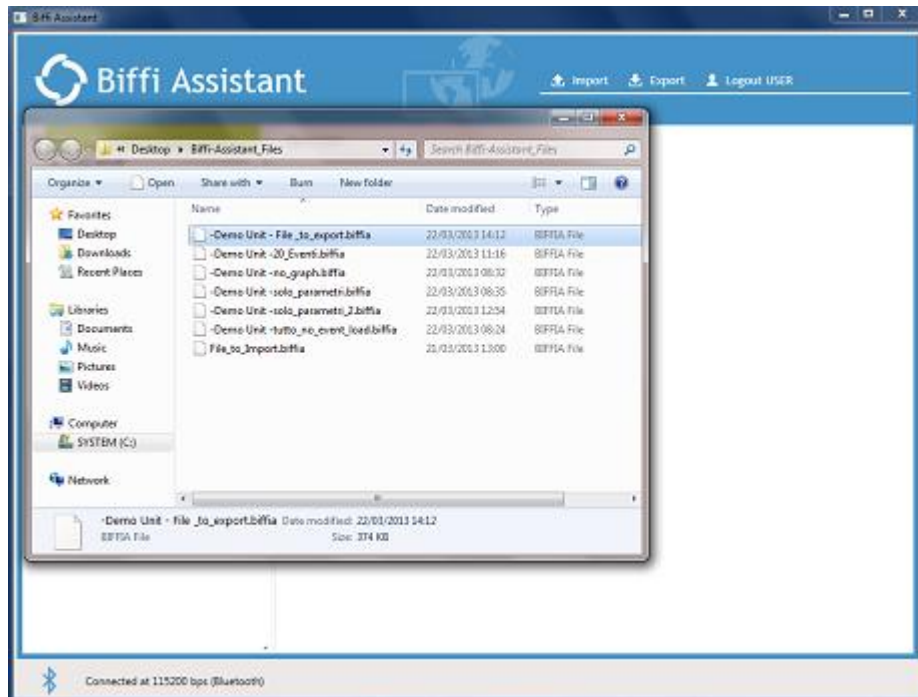 Biffi Assistant
Biffi Assistant
Import Export Logout USER
« Desktop ▸ Biffi-Assistant_Files Search Biffi-Assistant_Files
Organize Open Share with Burn New folder
Name Date modified Type
Favorites
Desktop
Downloads
Recent Places
Libraries
Documents
Music
Pictures
Videos
Computer
SYSTEM (C:)
Network
-Demo Unit - File _to_export.biffia 22/03/2013 14:12 BIFFIA File
-Demo Unit -20_Eventi.biffia 22/03/2013 11:16 BIFFIA File
-Demo Unit -no_graph.biffia 22/03/2013 08:32 BIFFIA File
-Demo Unit -solo_parametri.biffia 22/03/2013 08:35 BIFFIA File
-Demo Unit -solo_parametri_2.biffia 22/03/2013 12:54 BIFFIA File
-Demo Unit -tutto_no_event_load.biffia 22/03/2013 08:24 BIFFIA File
File_to_Import.biffia 21/03/2013 13:00 BIFFIA File
-Demo Unit - File _to_export.biffia Date modified: 22/03/2013 14:12
BIFFIA File Size: 374 KB
Connected at 115200 bps (Bluetooth)